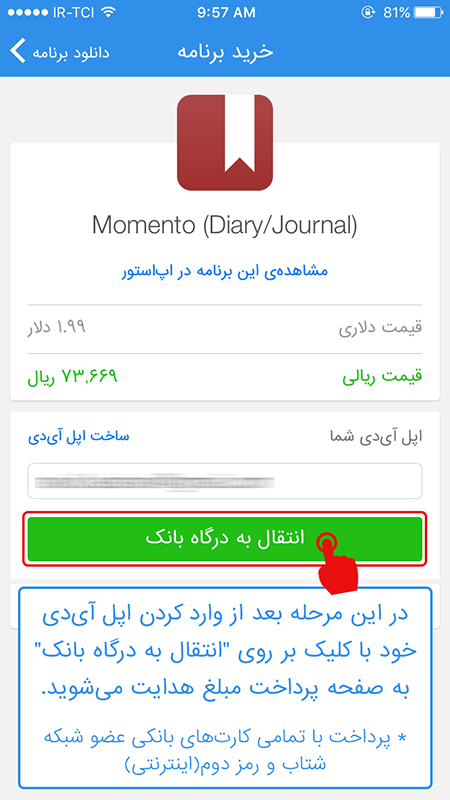 IR-TCI 9:57 AM 81%
دانلود برنامه
خرید برنامه
Momento (Diary/Journal)
مشاهده‌ی این برنامه در اپ‌استور
قیمت دلاری ۱.۹۹ دلار
قیمت ریالی ۷۳,۶۶۹ ریال
اپل آی‌دی شما ساخت اپل آی‌دی
انتقال به درگاه بانک
در این مرحله بعد از وارد کردن اپل آی‌دی
خود با کلیک بر روی "انتقال به درگاه بانک"
به صفحه پرداخت مبلغ هدایت می‌شوید.
* پرداخت با تمامی کارت‌های بانکی عضو شبکه
شتاب و رمز دوم(اینترنتی)